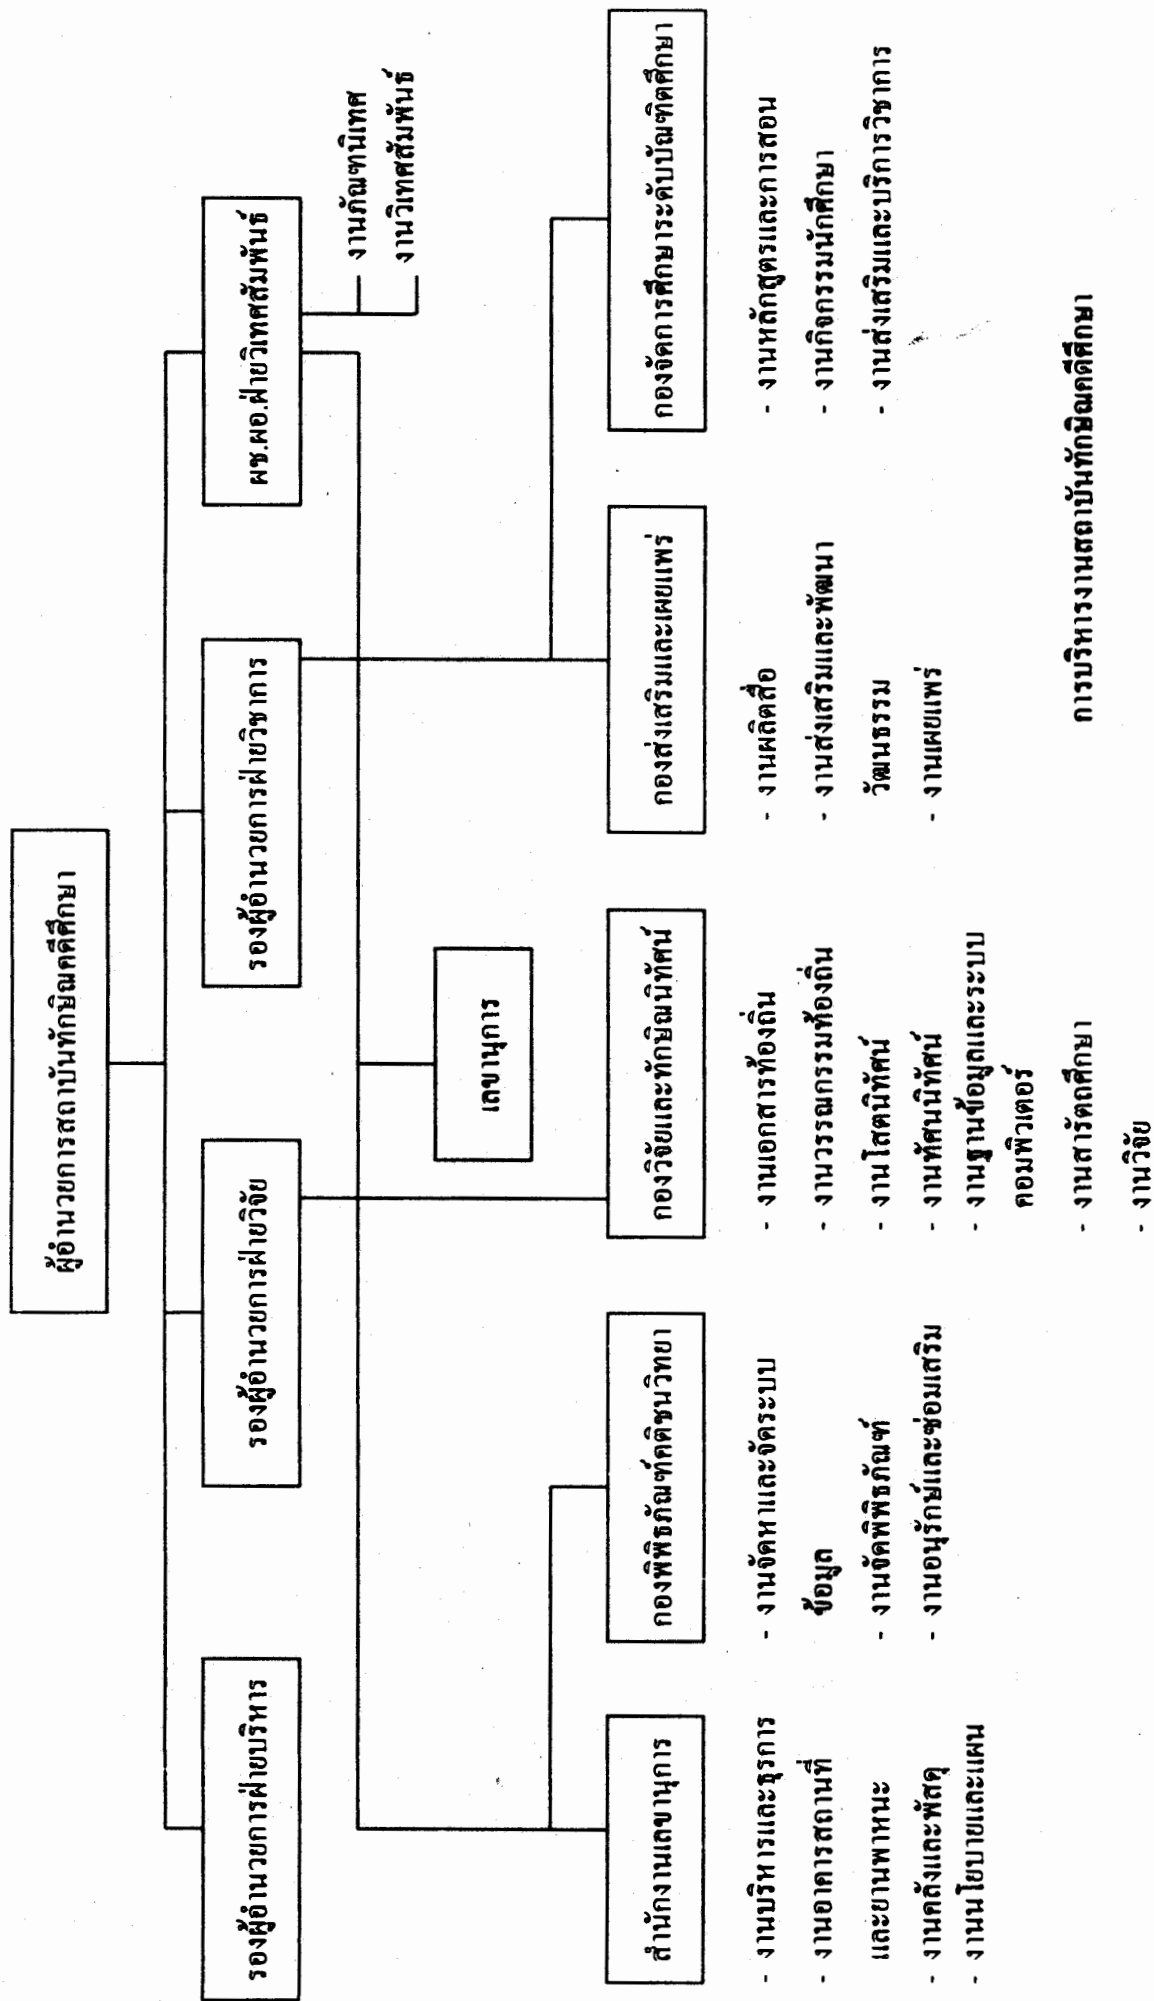 ผู้อำนวยการสถาบันทักษิณคดีศึกษา
รองผู้อำนวยการฝ่ายบริหาร
รองผู้อำนวยการฝ่ายวิจัย
รองผู้อำนวยการฝ่ายวิชาการ
ผช.ผอ.ฝ่ายวิเทศสัมพันธ์
งานภัณฑนิเทศ
งานวิเทศสัมพันธ์
เลขานุการ
สำนักงานเลขานุการ
- งานบริหารและธุรการ
- งานอาคารสถานที่
และยานพาหนะ
- งานคลังและพัสดุ
- งานนโยบายและแผน
กองพิพิธภัณฑ์คติชนวิทยา
- งานจัดหาและจัดระบบ
ข้อมูล
- งานจัดพิพิธภัณฑ์
- งานอนุรักษ์และซ่อมเสริม
กองวิจัยและทักษิณนิทัศน์
- งานเอกสารท้องถิ่น
- งานวรรณกรรมท้องถิ่น
- งานโสตนิทัศน์
- งานทัศนนิทัศน์
- งานฐานข้อมูลและระบบ
คอมพิวเตอร์
- งานสารัตถศึกษา
- งานวิจัย
กองส่งเสริมและเผยแพร่
- งานผลิตสื่อ
- งานส่งเสริมและพัฒนา
วัฒนธรรม
- งานเผยแพร่
กองจัดการศึกษาระดับบัณฑิตศึกษา
- งานหลักสูตรและการสอน
- งานกิจกรรมนักศึกษา
- งานส่งเสริมและบริการวิชาการ
การบริหารงานสถาบันทักษิณคดีศึกษา